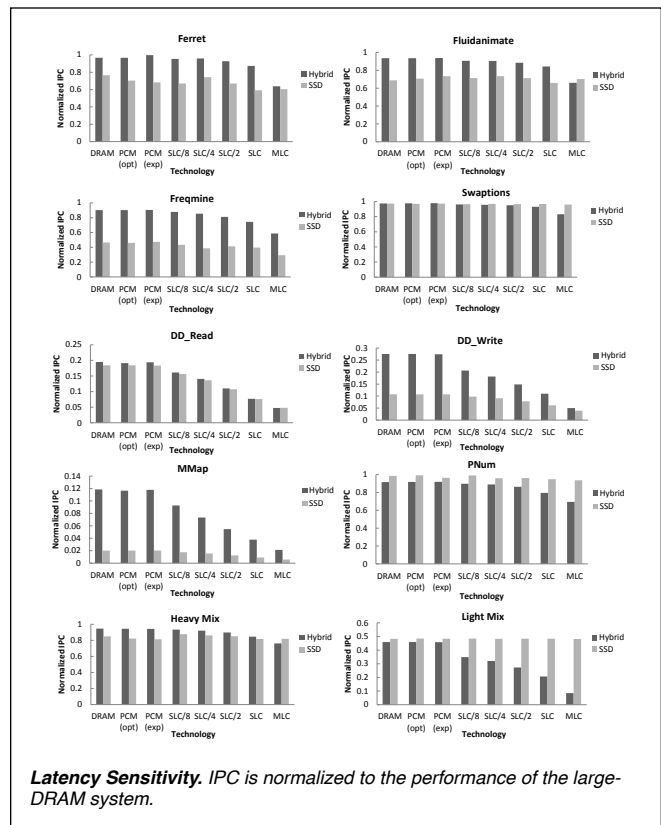 Ferret
Normalized IPC
1
0.8
0.6
0.4
0.2
0
DRAM PCM (opt) PCM (exp) SLC/8 SLC/4 SLC/2 SLC MLC
Technology
Hybrid
SSD
Fluidanimate
Normalized IPC
1
0.8
0.6
0.4
0.2
0
DRAM PCM (opt) PCM (exp) SLC/8 SLC/4 SLC/2 SLC MLC
Technology
Hybrid
SSD
Freqmine
Normalized IPC
1
0.8
0.6
0.4
0.2
0
DRAM PCM (opt) PCM (exp) SLC/8 SLC/4 SLC/2 SLC MLC
Technology
Hybrid
SSD
Swaptions
Normalized IPC
1
0.8
0.6
0.4
0.2
0
DRAM PCM (opt) PCM (exp) SLC/8 SLC/4 SLC/2 SLC MLC
Technology
Hybrid
SSD
DD_Read
Normalized IPC
0.25
0.2
0.15
0.1
0.05
0
DRAM PCM (opt) PCM (exp) SLC/8 SLC/4 SLC/2 SLC MLC
Technology
Hybrid
SSD
DD_Write
Normalized IPC
0.3
0.25
0.2
0.15
0.1
0.05
0
DRAM PCM (opt) PCM (exp) SLC/8 SLC/4 SLC/2 SLC MLC
Technology
Hybrid
SSD
MMap
Normalized IPC
0.14
0.12
0.1
0.08
0.06
0.04
0.02
0
DRAM PCM (opt) PCM (exp) SLC/8 SLC/4 SLC/2 SLC MLC
Technology
Hybrid
SSD
PNum
Normalized IPC
1
0.8
0.6
0.4
0.2
0
DRAM PCM (opt) PCM (exp) SLC/8 SLC/4 SLC/2 SLC MLC
Technology
Hybrid
SSD
Heavy Mix
Normalized IPC
1
0.8
0.6
0.4
0.2
0
DRAM PCM (opt) PCM (exp) SLC/8 SLC/4 SLC/2 SLC MLC
Technology
Hybrid
SSD
Light Mix
Normalized IPC
0.6
0.5
0.4
0.3
0.2
0.1
0
DRAM PCM (opt) PCM (exp) SLC/8 SLC/4 SLC/2 SLC MLC
Technology
Hybrid
SSD
Latency Sensitivity. IPC is normalized to the performance of the large-
DRAM system.